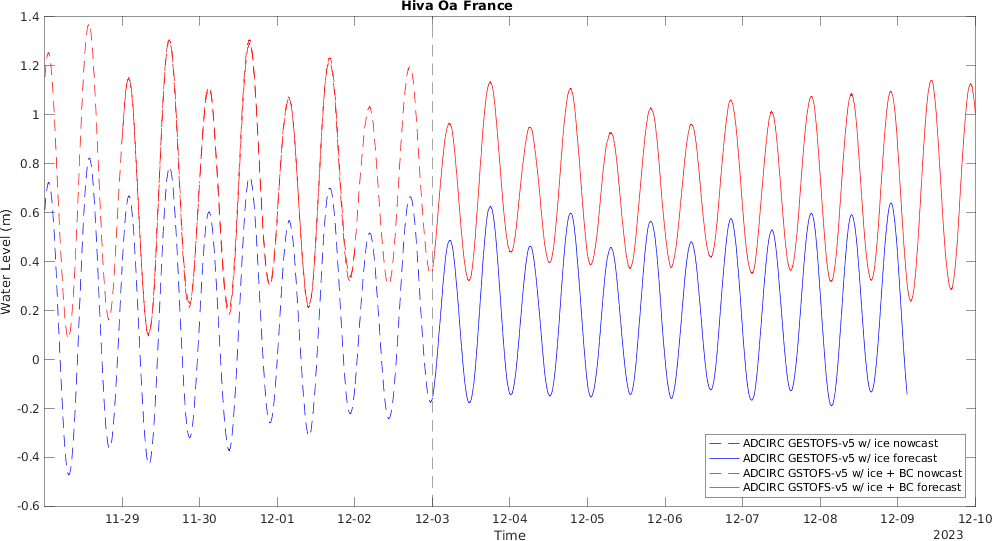 Hiva Oa France
1.4
1.2
1
0.8
0.6
0.4
0.2
0
-0.2
-0.4
-0.6
Water Level (m)
11-29 11-30 12-01 12-02 12-03 12-04 12-05 12-06 12-07 12-08 12-09 12-10
Time
2023
ADCIRC GESTOFS-v5 w/ ice nowcast
ADCIRC GESTOFS-v5 w/ ice forecast
ADCIRC GSTOFS-v5 w/ ice + BC nowcast
ADCIRC GSTOFS-v5 w/ ice + BC forecast